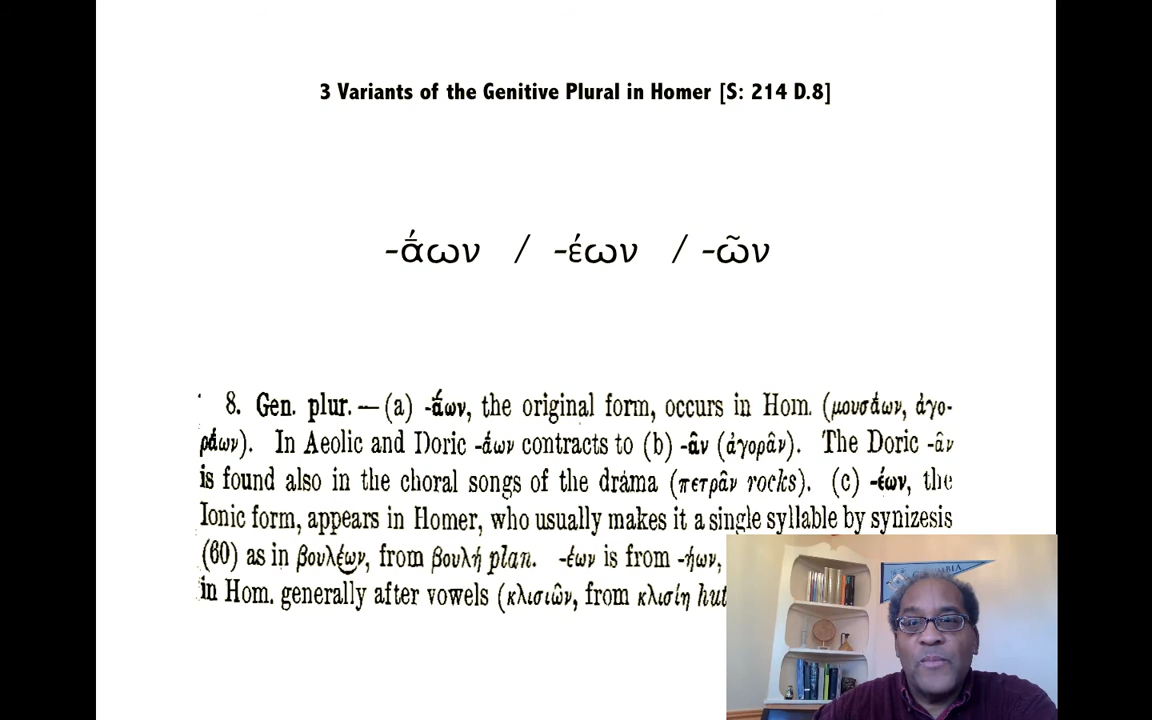 3 Variants of the Genitive Plural in Homer [S: 214 D.8]
-ᾱ́ων / -έων / -ῶν
8. Gen. plur. — (a) -ᾱ́ων, the original form, occurs in Hom. (μουσᾱ́ων, ἀγο-
ρᾱ́ων). In Aeolic and Doric -ᾱ́ων contracts to (b) -ᾶν (ἀγορᾶν). The Doric -ᾶν
is found also in the choral songs of the drama (πετρᾶν rocks). (c) -έων, the
Ionic form, appears in Homer, who usually makes it a single syllable by synizesis
(60) as in βουλέων, from βουλή plan. -έων is from -ήων,
in Hom. generally after vowels (κλισιῶν, from κλισίη hut